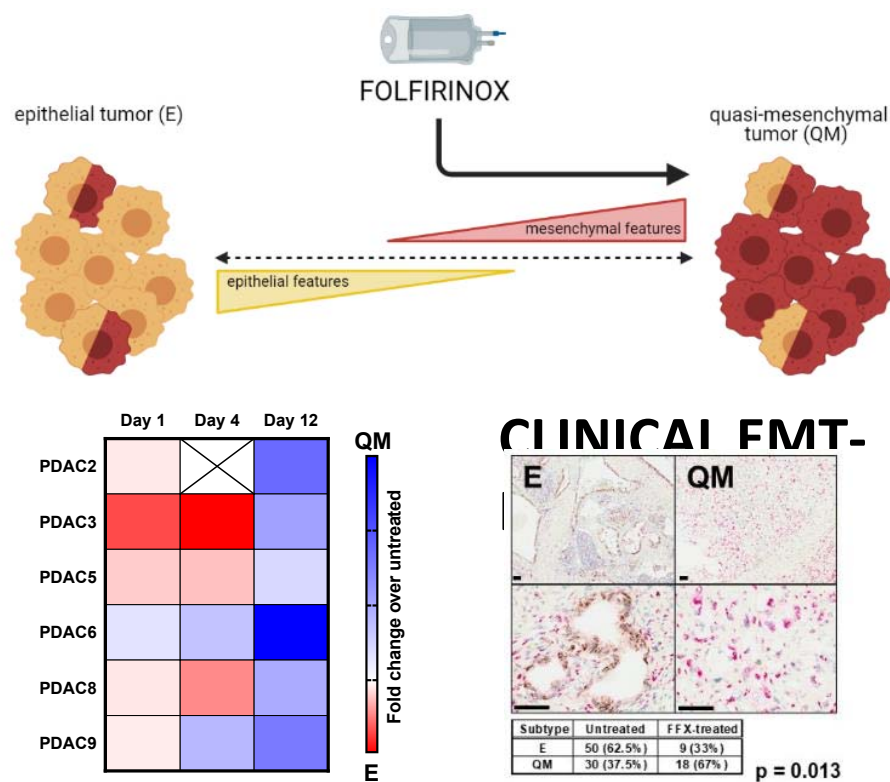 FOLFIRINOX
epithelial tumor (E)
quasi-mesenchymal
tumor (QM)
mesenchymal features
epithelial features
Day 1 Day 4 Day 12
PDAC2
PDAC3
PDAC5
PDAC6
PDAC8
PDAC9
QM
Fold change over untreated
E
CLINICAL EMT-
E QM
Subtype Untreated FFX-treated
E 50 (62.5%) 9 (33%)
QM 30 (37.5%) 18 (67%)
p = 0.013